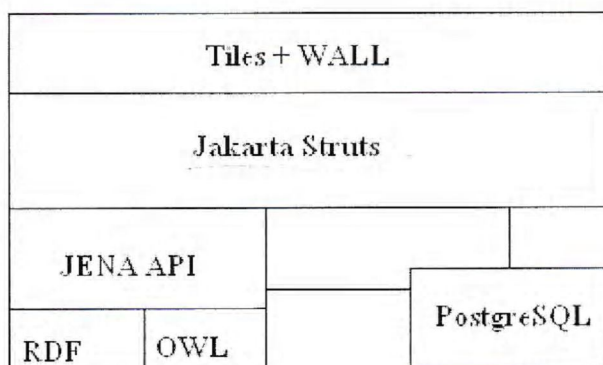 Tiles + WALL
Jakarta Struts
JENA API
PostgreSQL
RDF
OWL